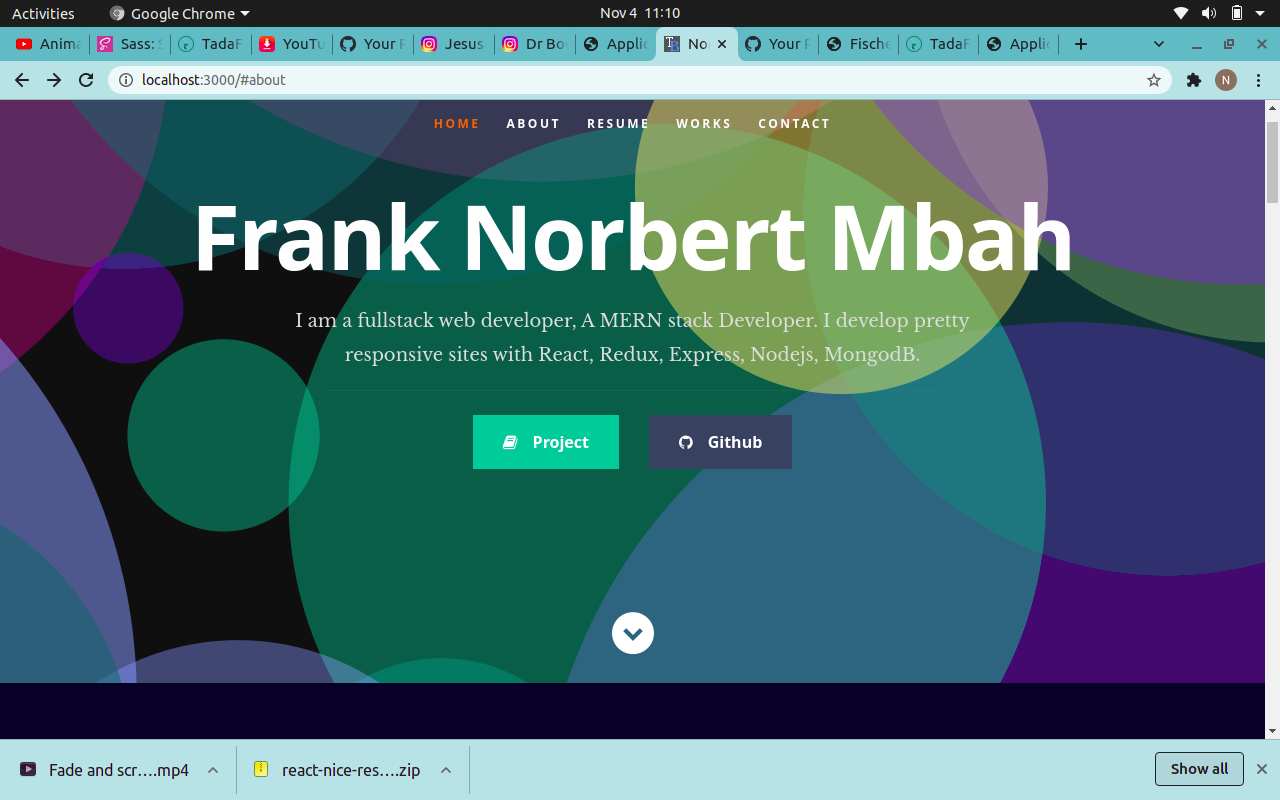 Activities
Google Chrome
Nov 4 11:10
Anima
Sass: S
TadaF
YouTu
Your P
Jesus
Dr Bo
Applic
Nor
Your P
Fische
TadaF
Applic
localhost:3000/#about
N
HOME ABOUT RESUME WORKS CONTACT
Frank Norbert Mbah
I am a fullstack web developer, A MERN stack Developer. I develop pretty
responsive sites with React, Redux, Express, Nodejs, MongodB.
Project
Github
Fade and scr....mp4
react-nice-res....zip
Show all